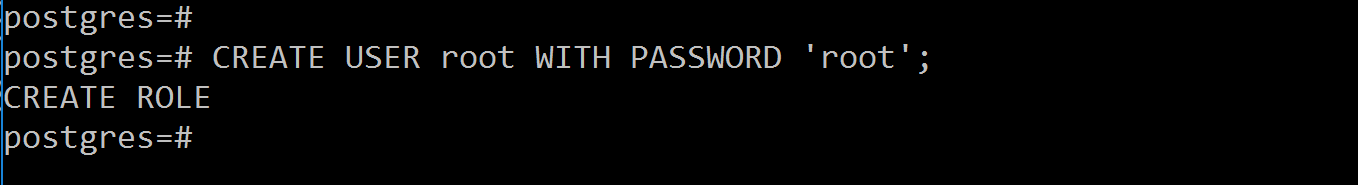 postgres=#
postgres=# CREATE USER root WITH PASSWORD 'root';
CREATE ROLE
postgres=#